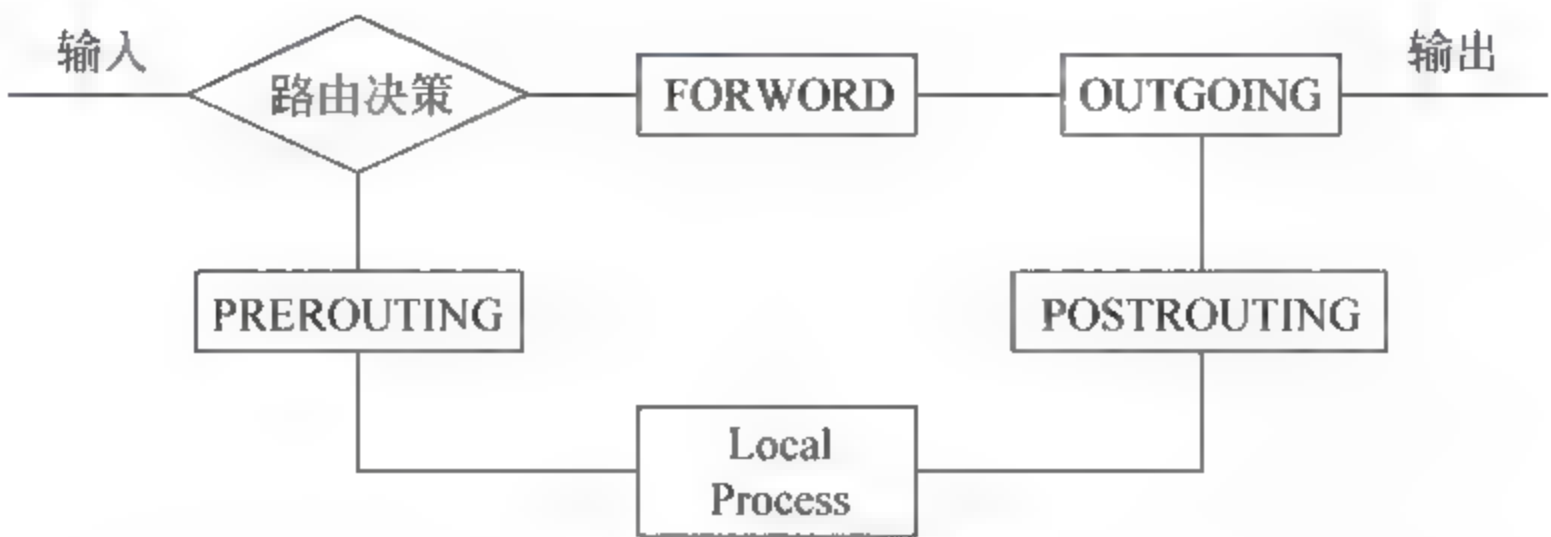 输入
路由决策
FORWORD
OUTGOING
输出
PREROUTING
POSTROUTING
Local
Process